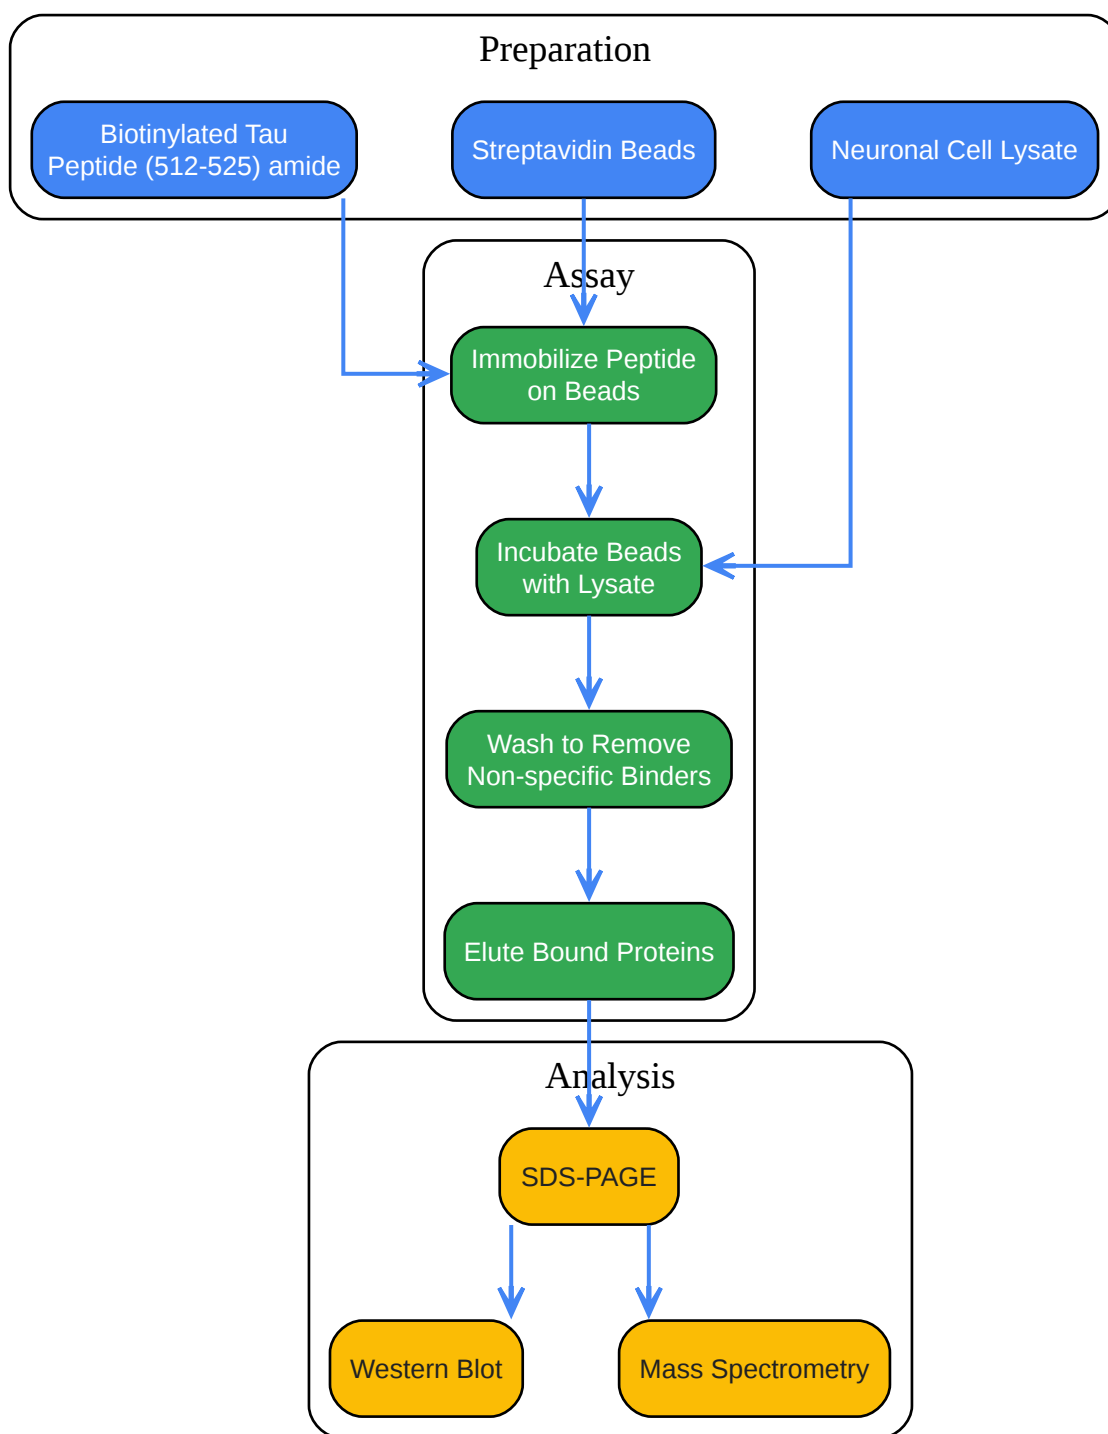 Preparation
Biotinylated Tau
Peptide (512-525) amide
Streptavidin Beads
Neuronal Cell Lysate
Assay
Immobilize Peptide
on Beads
Incubate Beads
with Lysate
Wash to Remove
Non-specific Binders
Elute Bound Proteins
Analysis
SDS-PAGE
Western Blot
Mass Spectrometry